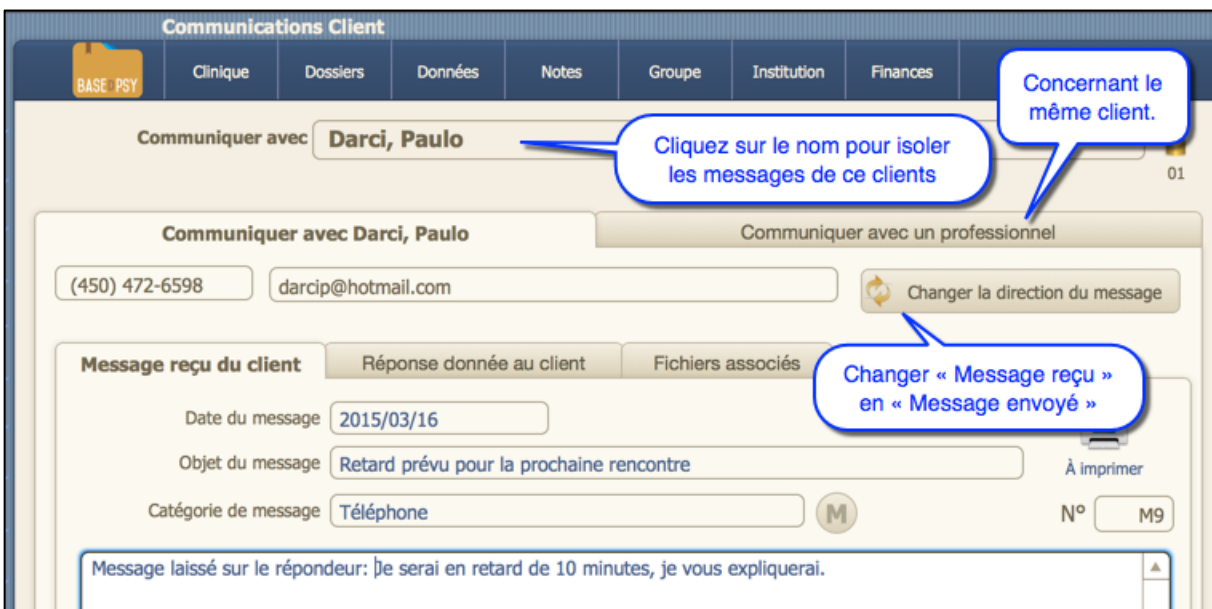 Communications Client
BASE D PSY
Clinique Dossiers Données Notes Groupe Institution Finances
Concernant le
même client.
Communiquer avec Darci, Paulo
Cliquez sur le nom pour isoler
les messages de ce clients
01
Communiquer avec Darci, Paulo Communiquer avec un professionnel
(450) 472-6598 darcip@hotmail.com Changer la direction du message
Message reçu du client Réponse donnée au client Fichiers associés
Changer « Message reçu »
en « Message envoyé »
Date du message 2015/03/16
Objet du message Retard prévu pour la prochaine rencontre
À imprimer
Catégorie de message Téléphone M N° M9
Message laissé sur le répondeur: Je serai en retard de 10 minutes, je vous expliquerai.